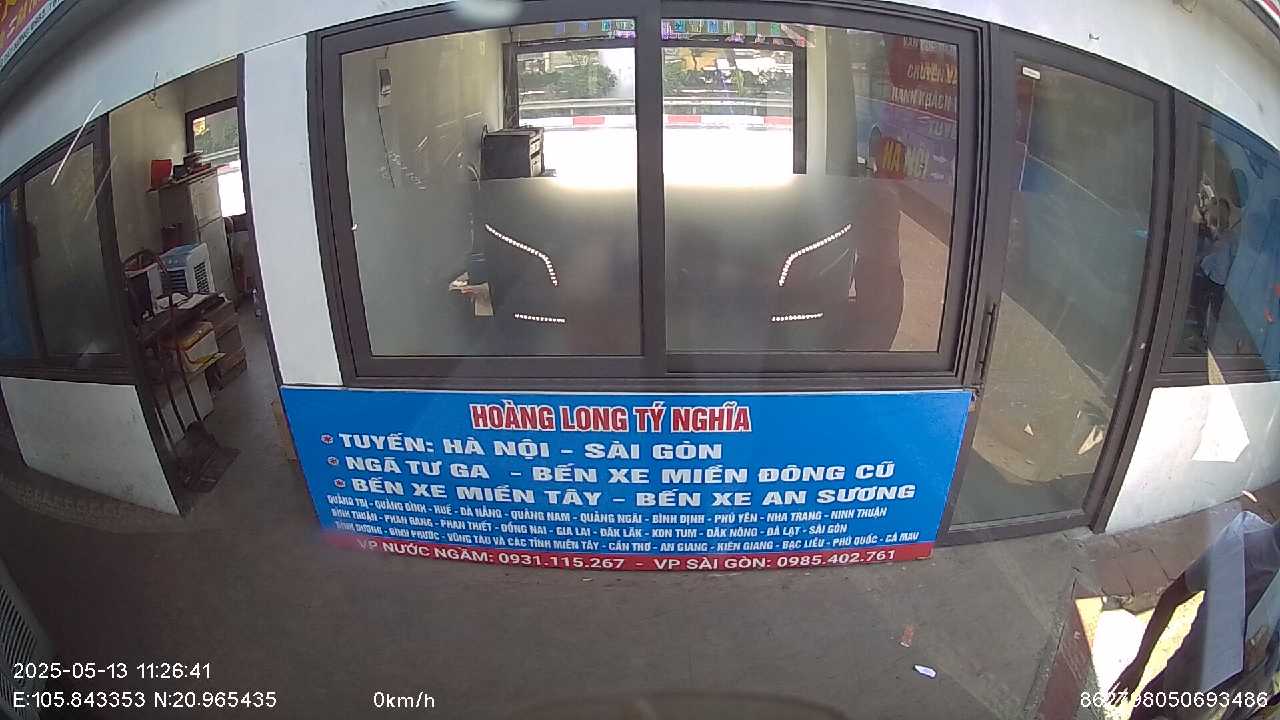 HOÀNG LONG TÝ NGHĨA
TUYẾN: HÀ NỘI - SÀI GÒN
NGÃ TƯ GA - BẾN XE MIỀN ĐÔNG CŨ
BẾN XE MIỀN TÂY - BẾN XE AN SƯƠNG
QUẢNG TRỊ - QUẢNG BÌNH - HUẾ - ĐÀ NẴNG - QUẢNG NAM - QUẢNG NGÃI - BÌNH ĐỊNH - PHÚ YÊN - NHA TRANG - NINH THUẬN
BÌNH THUẬN - PHAN RANG - PHAN THIẾT - ĐỒNG NAI - GIA LAI - ĐĂK LĂK - KON TUM - ĐĂK NÔNG - ĐÀ LẠT - SÀI GÒN
BÌNH DƯƠNG - BÌNH PHƯỚC - VŨNG TÀU VÀ CÁC TỈNH MIỀN TÂY - CẦN THƠ - AN GIANG - KIÊN GIANG - BẠC LIÊU - PHÚ QUỐC - CÀ MAU
VP NƯỚC NGẦM: 0931.115.267 - VP SÀI GÒN: 0985.402.761
2025-05-13 11:26:41
E:105.843353 N:20.965435 0km/h 862798050693486